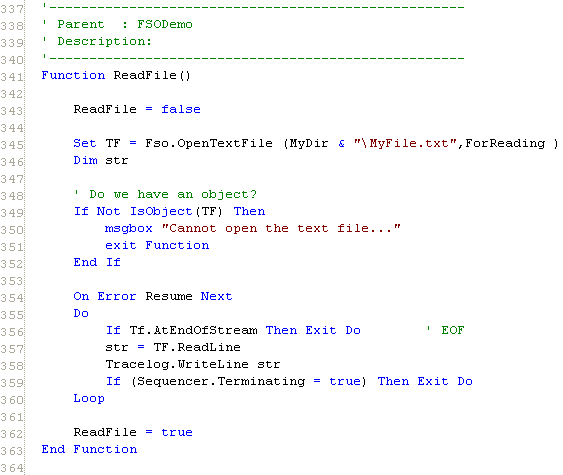 337 '-----------------------------------------------------
338 ' Parent  : FSODemo
339 ' Description:
340 '-----------------------------------------------------
341 Function ReadFile()
342
343     ReadFile = false
344
345     Set TF = Fso.OpenTextFile (MyDir & "\MyFile.txt",ForReading )
346     Dim str
347
348     ' Do we have an object?
349     If Not IsObject(TF) Then
350         msgbox "Cannot open the text file..."
351         exit Function
352     End If
353
354     On Error Resume Next
355     Do
356         If Tf.AtEndOfStream Then Exit Do        ' EOF
357         str = TF.ReadLine
358         Tracelog.WriteLine str
359         If (Sequencer.Terminating = true) Then Exit Do
360     Loop
361
362     ReadFile = true
363 End Function
364